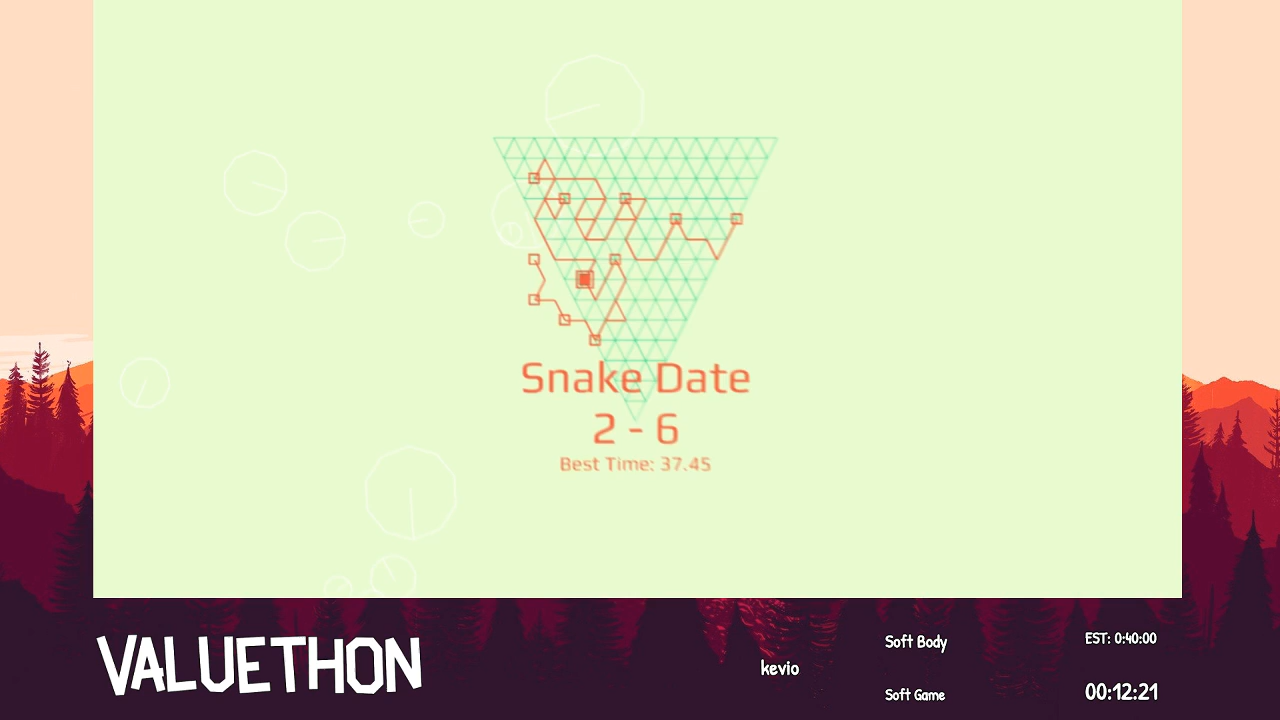 Snake Date
2 - 6
Best Time: 37.45
VALUETHON
kevio
Soft Body
Soft Game
EST: 0:40:00
00:12:21